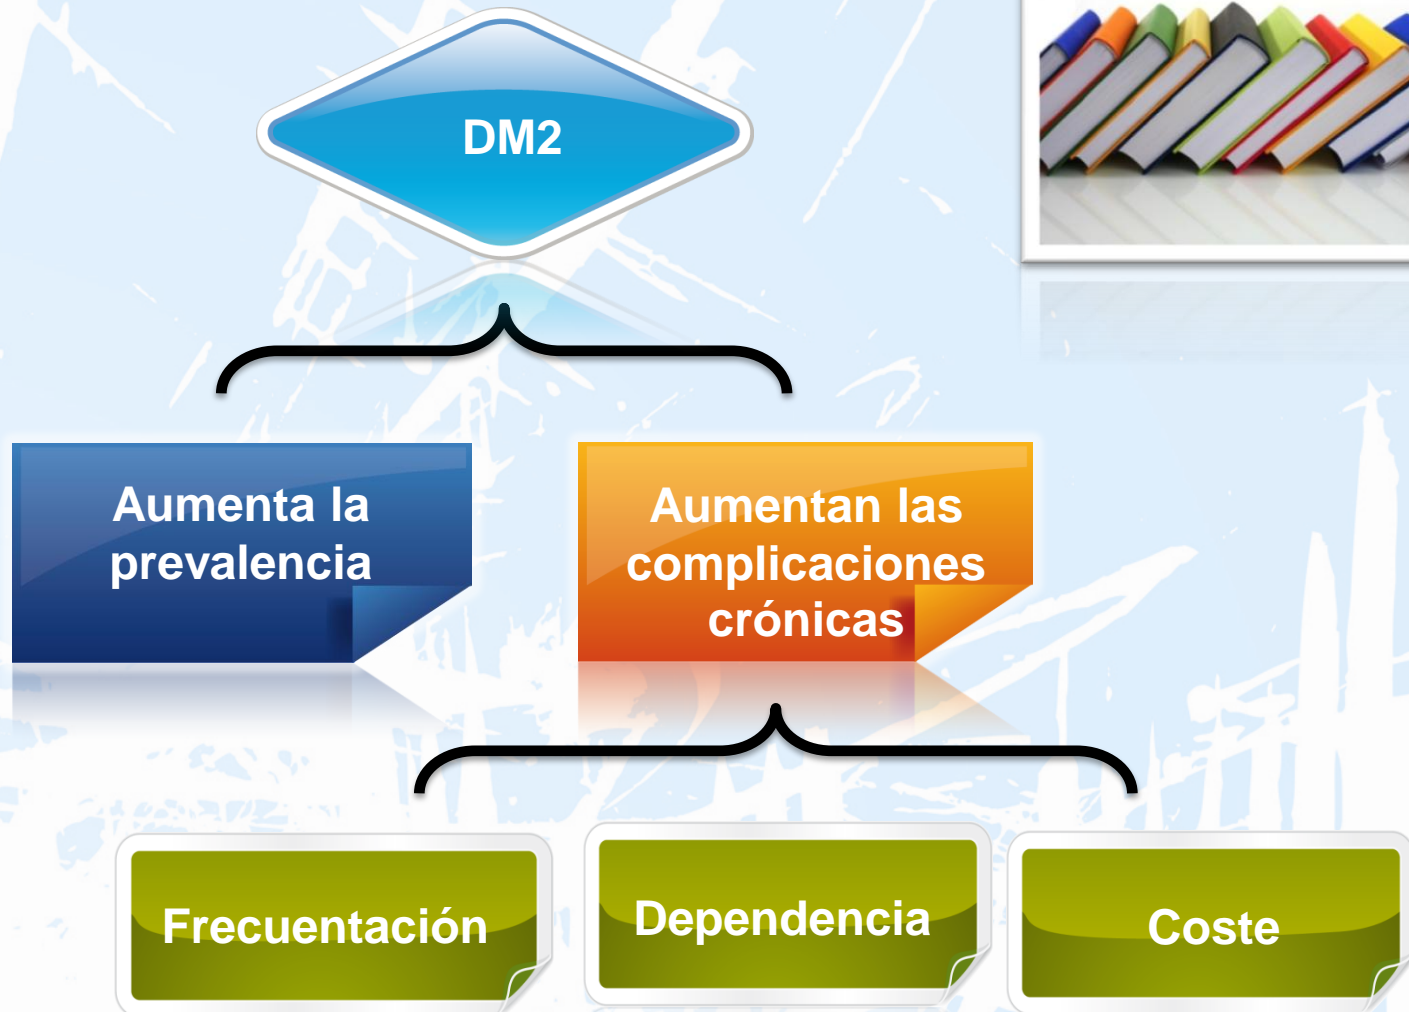 DM2
Aumenta la
prevalencia
Aumentan las
complicaciones
crónicas
Frecuentación
Dependencia
Coste